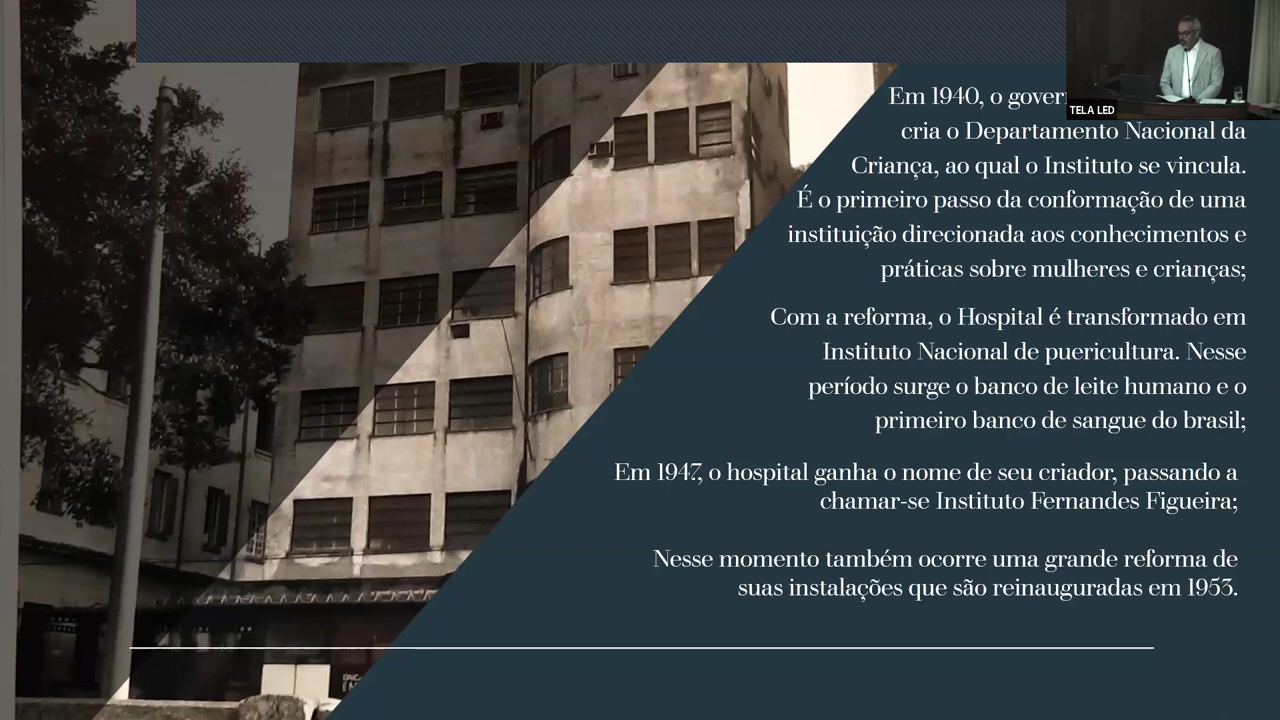 Em 1940, o
TELA LED
cria o Departamento Nacional da
Criança, ao qual o Instituto se vincula.
É o primeiro passo da conformação de uma
instituição direcionada aos conhecimentos e
práticas sobre mulheres e crianças;
Com a reforma, o Hospital é transformado em
Instituto Nacional de puericultura. Nesse
período surge o banco de leite humano e o
primeiro banco de sangue do brasil;
Em 1947, o hospital ganha o nome de seu criador, passando a
chamar-se Instituto Fernandes Figueira;
Nesse momento também ocorre uma grande reforma de
suas instalações que são reinauguradas em 1953.